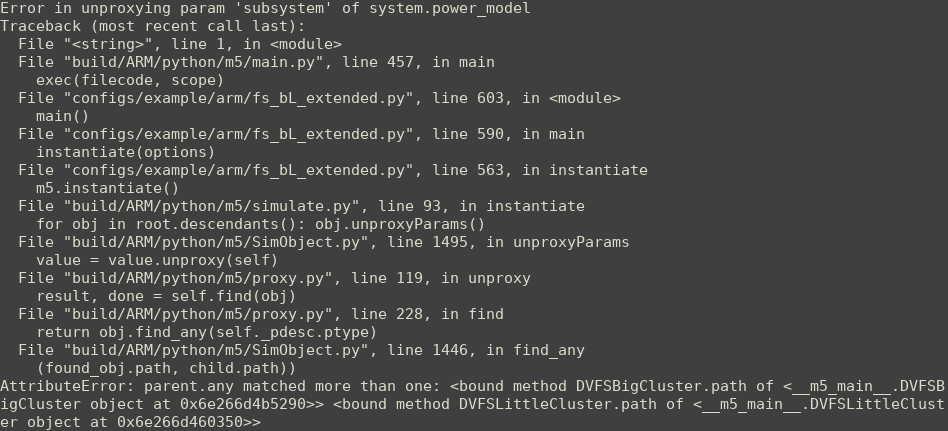 Error in unproxying param 'subsystem' of system.power_model
Traceback (most recent call last):
  File "<string>", line 1, in <module>
  File "build/ARM/python/m5/main.py", line 457, in main
    exec(filecode, scope)
  File "configs/example/arm/fs_bL_extended.py", line 603, in <module>
    main()
  File "configs/example/arm/fs_bL_extended.py", line 590, in main
    instantiate(options)
  File "configs/example/arm/fs_bL_extended.py", line 563, in instantiate
    m5.instantiate()
  File "build/ARM/python/m5/simulate.py", line 93, in instantiate
    for obj in root.descendants(): obj.unproxyParams()
  File "build/ARM/python/m5/SimObject.py", line 1495, in unproxyParams
    value = value.unproxy(self)
  File "build/ARM/python/m5/proxy.py", line 119, in unproxy
    result, done = self.find(obj)
  File "build/ARM/python/m5/proxy.py", line 228, in find
    return obj.find_any(self._pdesc.ptype)
  File "build/ARM/python/m5/SimObject.py", line 1446, in find_any
    (found_obj.path, child.path))
AttributeError: parent.any matched more than one: <bound method DVFSBigCluster.path of <__m5_main__.DVFSB
igCluster object at 0x6e266d4b5290>> <bound method DVFSLittleCluster.path of <__m5_main__.DVFSLittleClust
er object at 0x6e266d460350>>